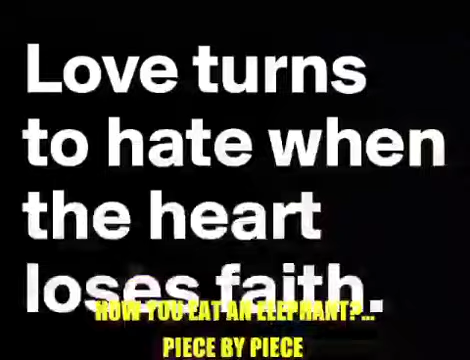 Love turns
to hate when
the heart
loses faith.
HOW YOU EAT AN ELEPHANT?...
PIECE BY PIECE